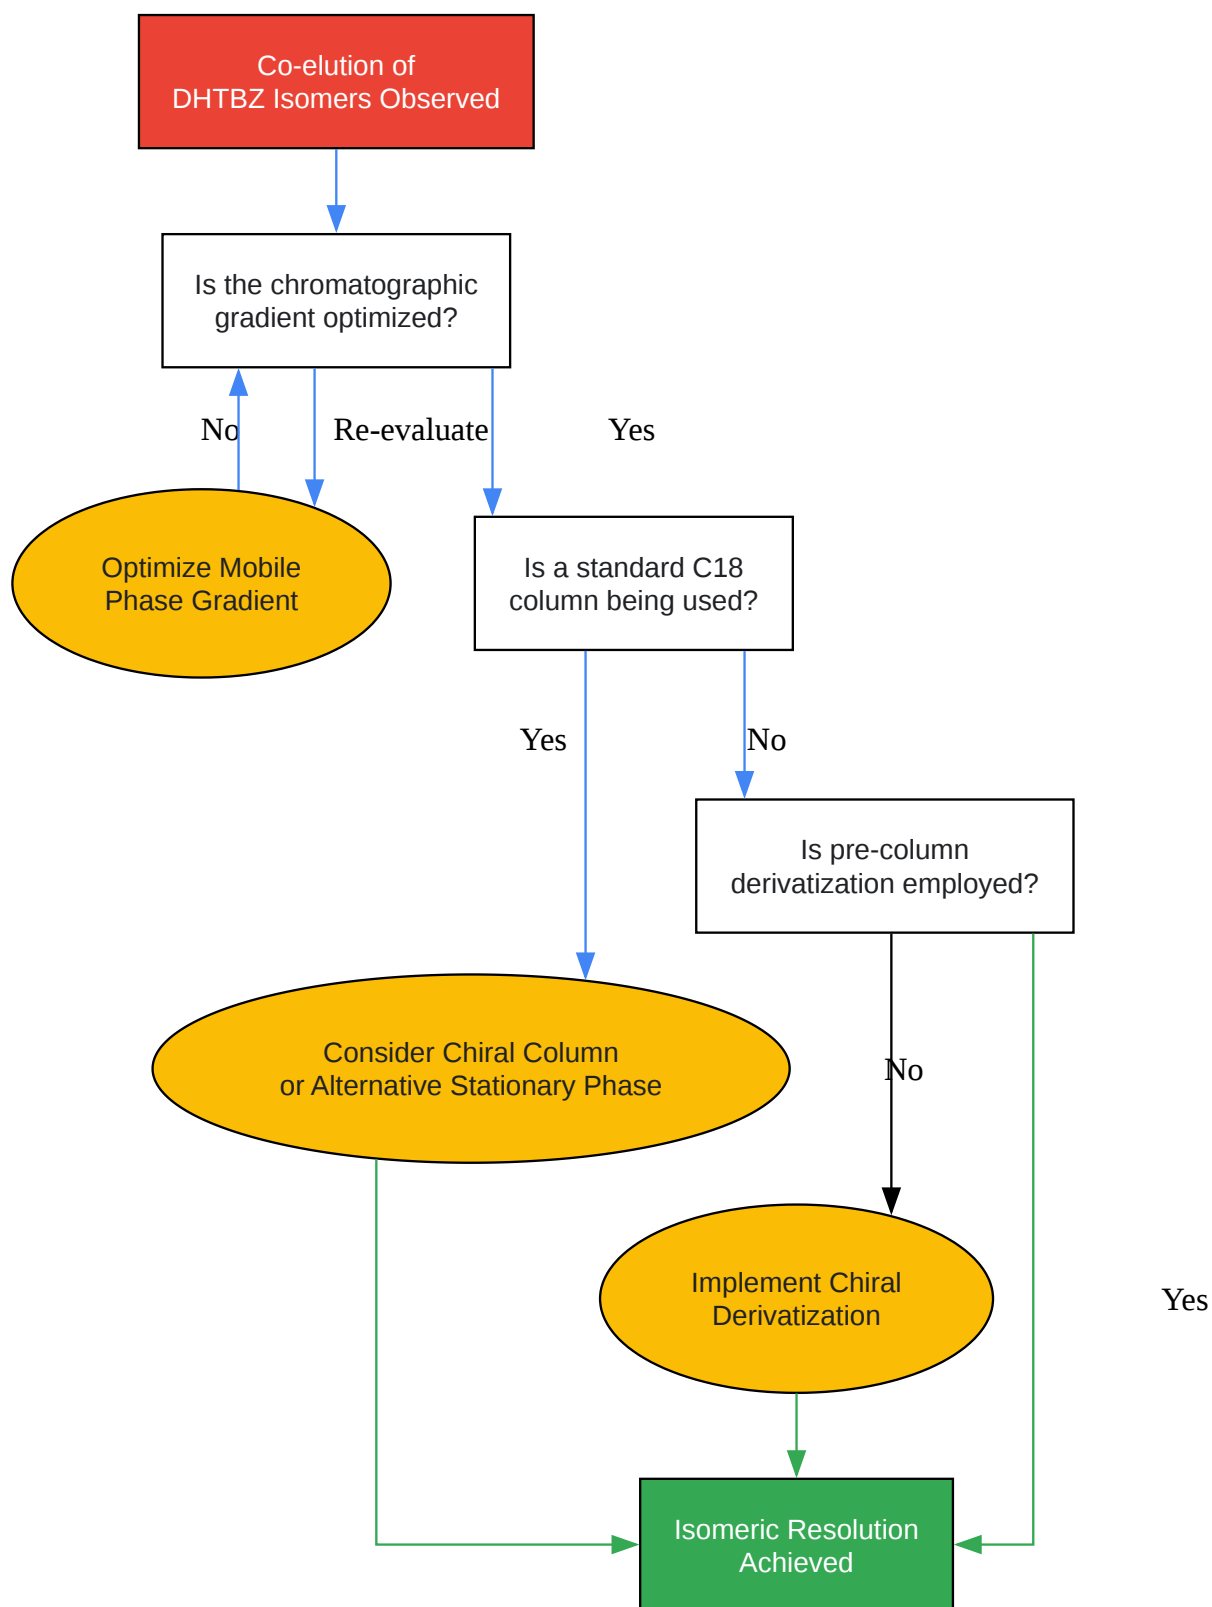 Co-elution of
DHTBZ Isomers Observed
Is the chromatographic
gradient optimized?
No
Re-evaluate
Yes
Optimize Mobile
Phase Gradient
Is a standard C18
column being used?
Yes
No
Is pre-column
derivatization employed?
Consider Chiral Column
or Alternative Stationary Phase
No
Implement Chiral
Derivatization
Yes
Isomeric Resolution
Achieved